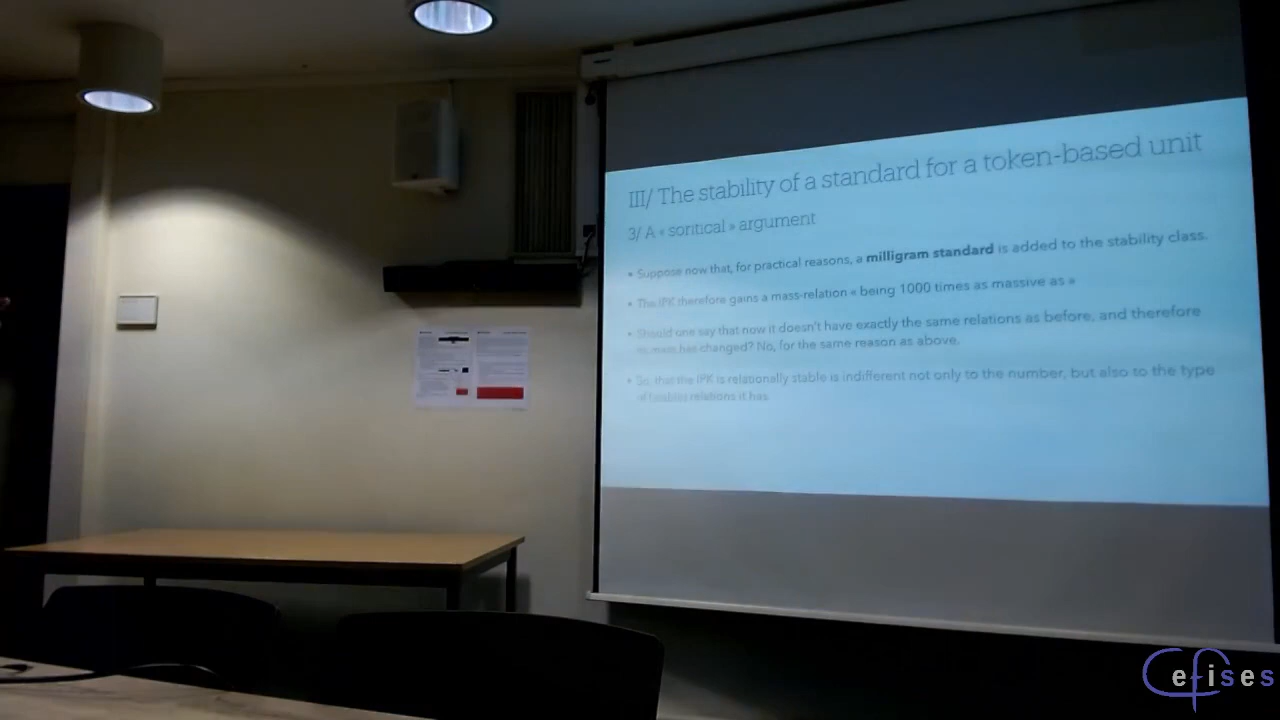 III/ The stability of a standard for a token-based unit
3/ A « soritical » argument
• Suppose now that, for practical reasons, a milligram standard is added to the stability class.
• The IPK therefore gains a mass-relation « being 1000 times as massive as »
• Should one say that now it doesn't have exactly the same relations as before, and therefore
its mass has changed? No, for the same reason as above.
• So, that the IPK is relationally stable is indifferent not only to the number, but also to the type
of (stable) relations it has
Cefises